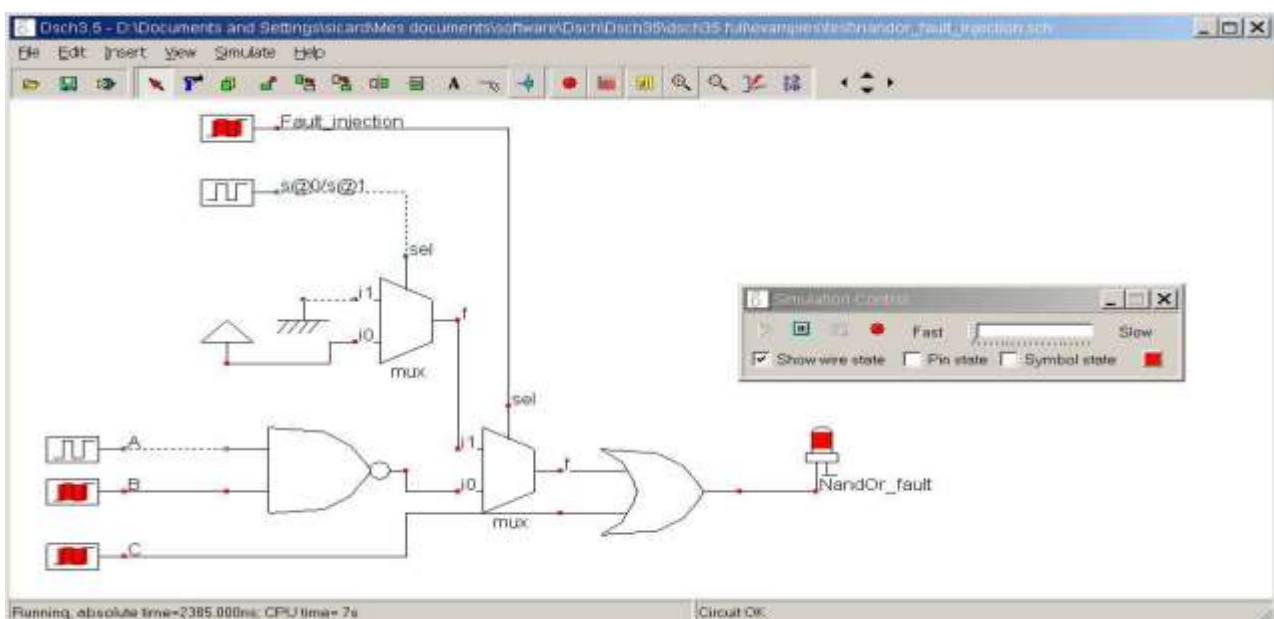 Dsch3.5 - D:\Documents and Settings\sicard\Mes documents\software\Dsch\Dsch35\dsch35 full\examples\test\nandor_fault_injection.sch
File Edit Insert View Simulate Help
A
Fault_injection
s@0/s@1
sel
i1
f
i0
mux
Simulation Control
Fast Slow
Show wire state Pin state Symbol state
sel
A
i1
f
B
i0
NandOr_fault
mux
C
Running, absolute time=2385.000ns; CPU time= 7s
Circuit OK